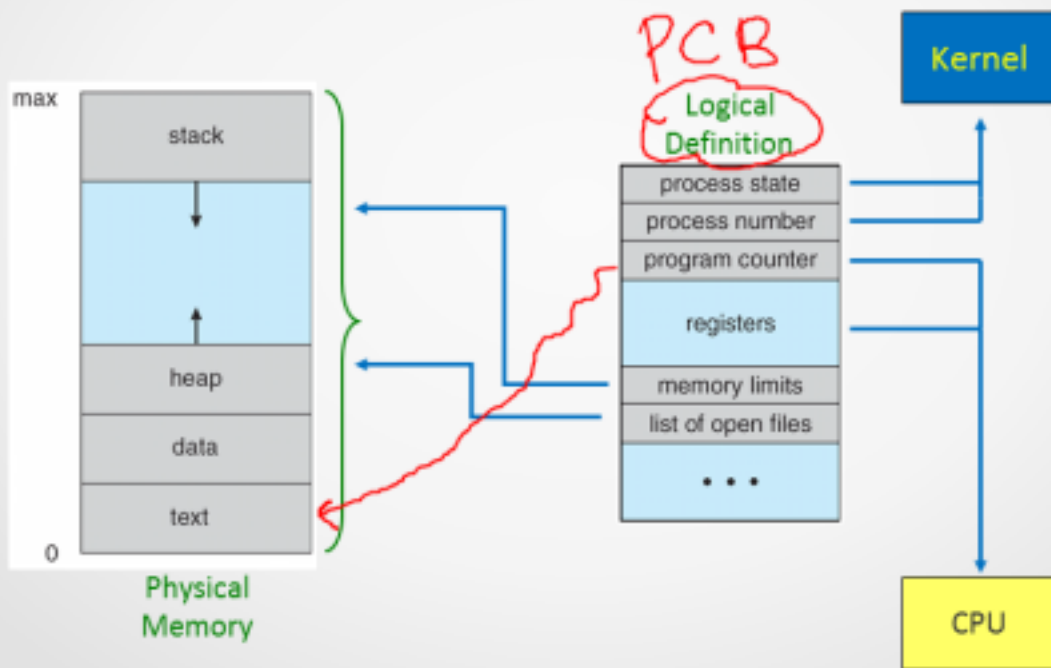 PCB
Kernel
max
stack
heap
data
text
0
Physical
Memory
Logical
Definition
process state
process number
program counter
registers
memory limits
list of open files
• • •
CPU